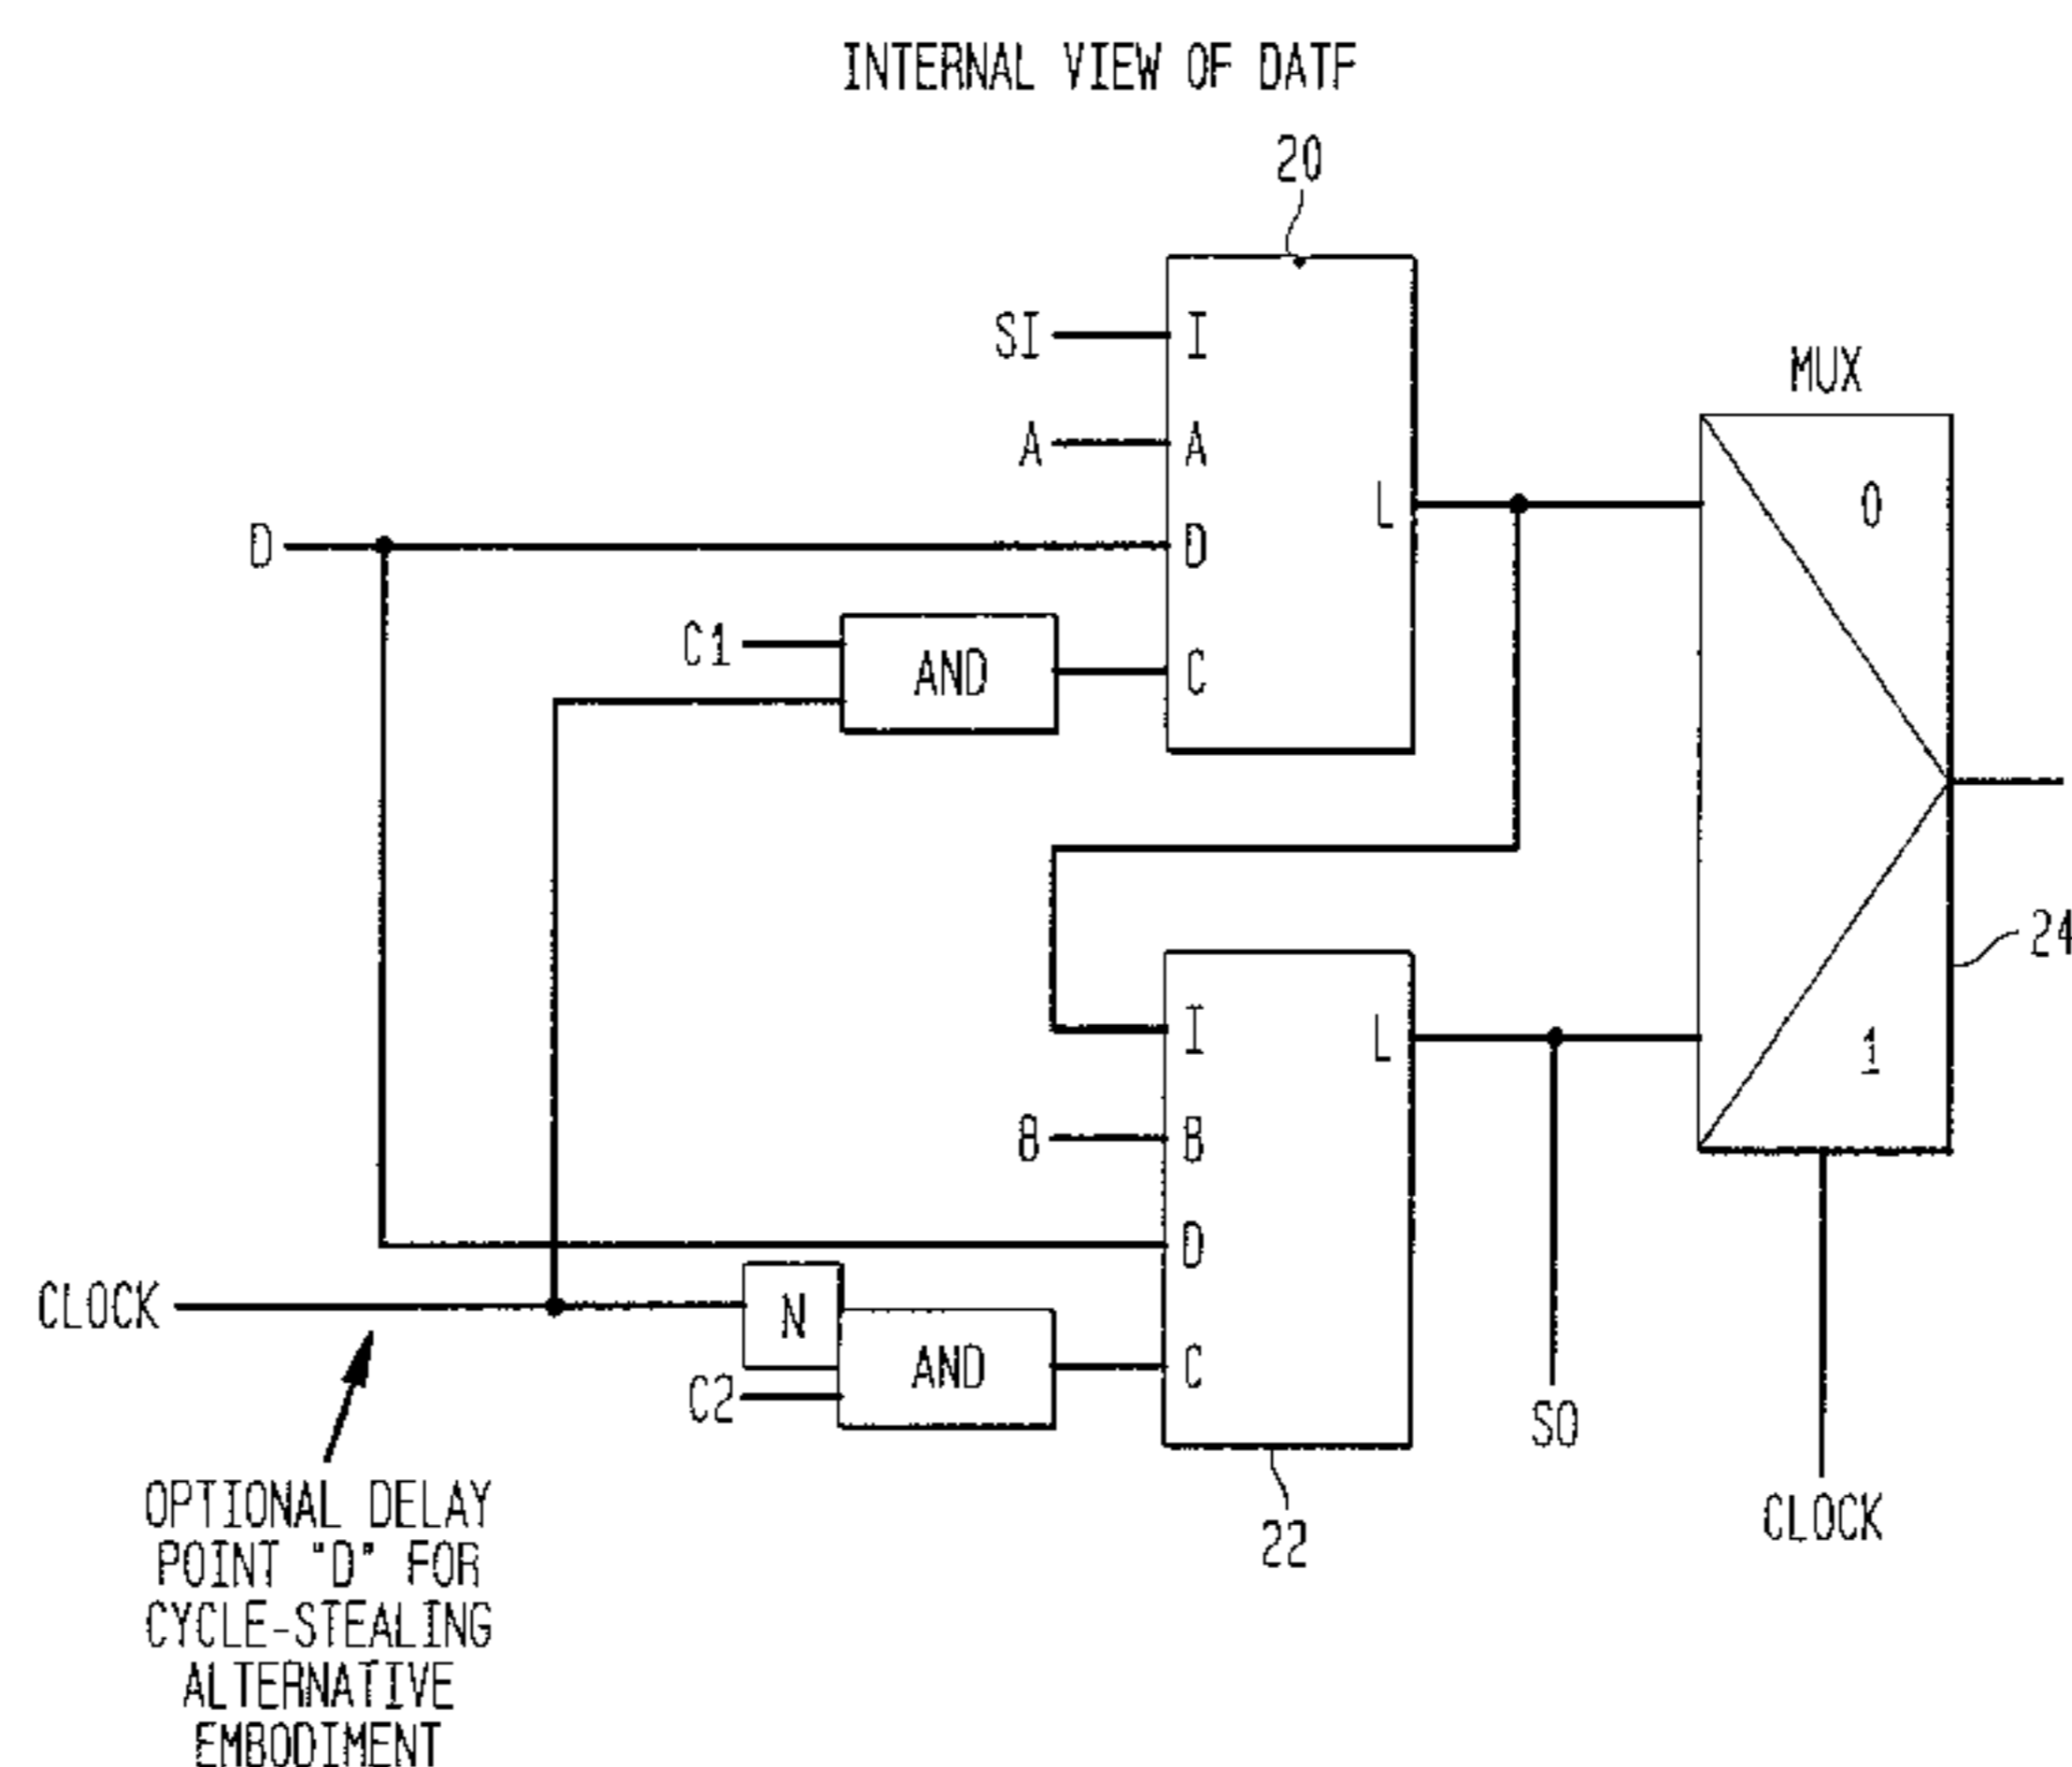 INTERNAL VIEW OF DATF
20
SI
I
MUX
A
A
0
L
D
D
C1
AND
C
24
I
L
1
B
B
D
CLOCK
N
AND
C
C2
SO
OPTIONAL DELAY
POINT "D" FOR
CYCLE-STEALING
ALTERNATIVE
EMBODIMENT
22
CLOCK